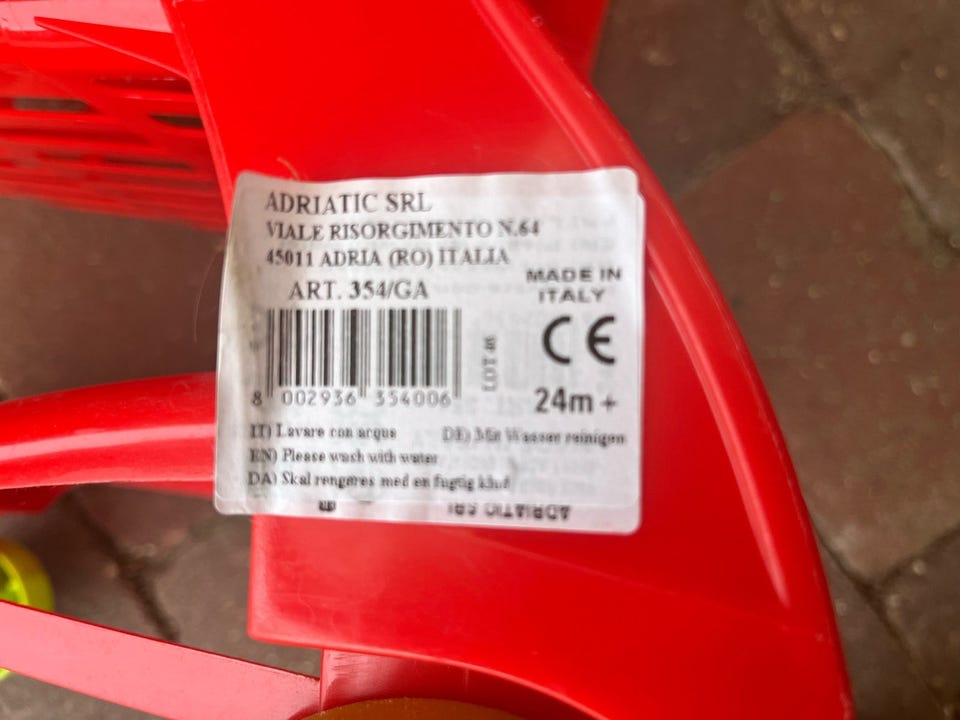 ADRIATIC SRL
VIALE RISORGIMENTO N.64
45011 ADRIA (RO) ITALIA
ART. 354/GA
MADE IN
ITALY
CE
24m +
8 002936 354006
IT) Lavare con acqua
DE) Mit Wasser reinigen
EN) Please wash with water
DA) Skal rengøres med en fugtig klud
ADRIATIC SRL